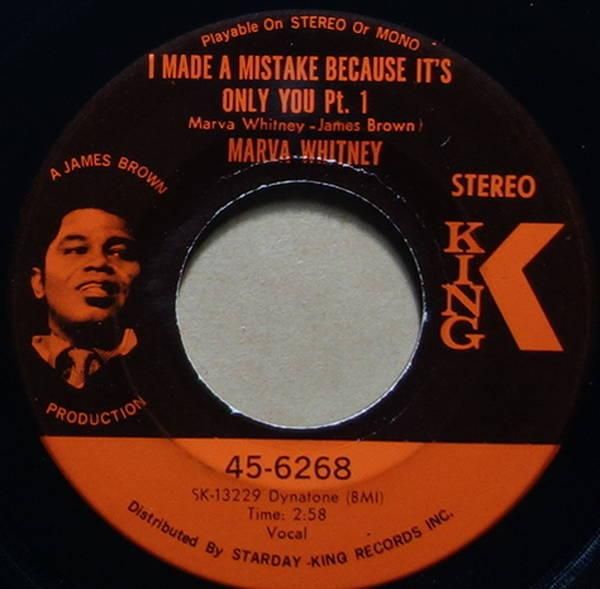 Playable On STEREO Or MONO
I MADE A MISTAKE BECAUSE IT'S
ONLY YOU Pt. 1
Marva Whitney-James Brown)
MARVA WHITNEY
A JAMES BROWN
PRODUCTION
STEREO
KING
K
45-6268
SK-13229 Dynatone (BMI)
Time: 2:58
Vocal
Distributed By STARDAY-KING RECORDS INC.